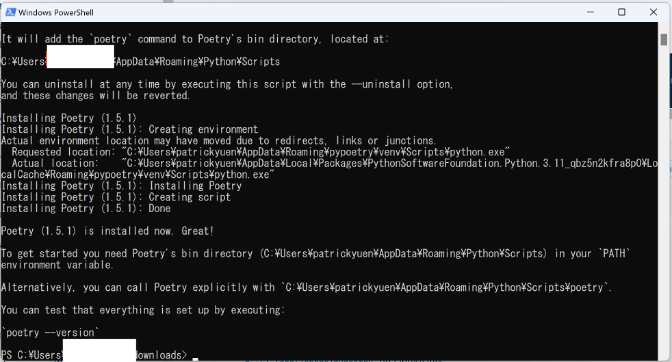 Windows PowerShell
It will add the `poetry` command to Poetry's bin directory, located at:
C:¥Users ¥AppData¥Roaming¥Python¥Scripts
You can uninstall at any time by executing this script with the --uninstall option,
and these changes will be reverted.
Installing Poetry (1.5.1)
Installing Poetry (1.5.1): Creating environment
Actual environment location may have moved due to redirects, links or junctions.
Requested location: "C:¥Users¥patrickyuen¥AppData¥Roaming¥pypoetry¥venv¥Scripts¥python.exe"
Actual location: "C:¥Users¥patrickyuen¥AppData¥Local¥Packages¥PythonSoftwareFoundation.Python.3.11_qbz5n2kfra8p0¥Lo
calCache¥Roaming¥pypoetry¥venv¥Scripts¥python.exe"
Installing Poetry (1.5.1): Installing Poetry
Installing Poetry (1.5.1): Creating script
Installing Poetry (1.5.1): Done
Poetry (1.5.1) is installed now. Great!
To get started you need Poetry's bin directory (C:¥Users¥patrickyuen¥AppData¥Roaming¥Python¥Scripts) in your `PATH`
environment variable.
Alternatively, you can call Poetry explicitly with `C:¥Users¥patrickyuen¥AppData¥Roaming¥Python¥Scripts¥poetry`.
You can test that everything is set up by executing:
`poetry --version`
PS C:¥Users ownloads>